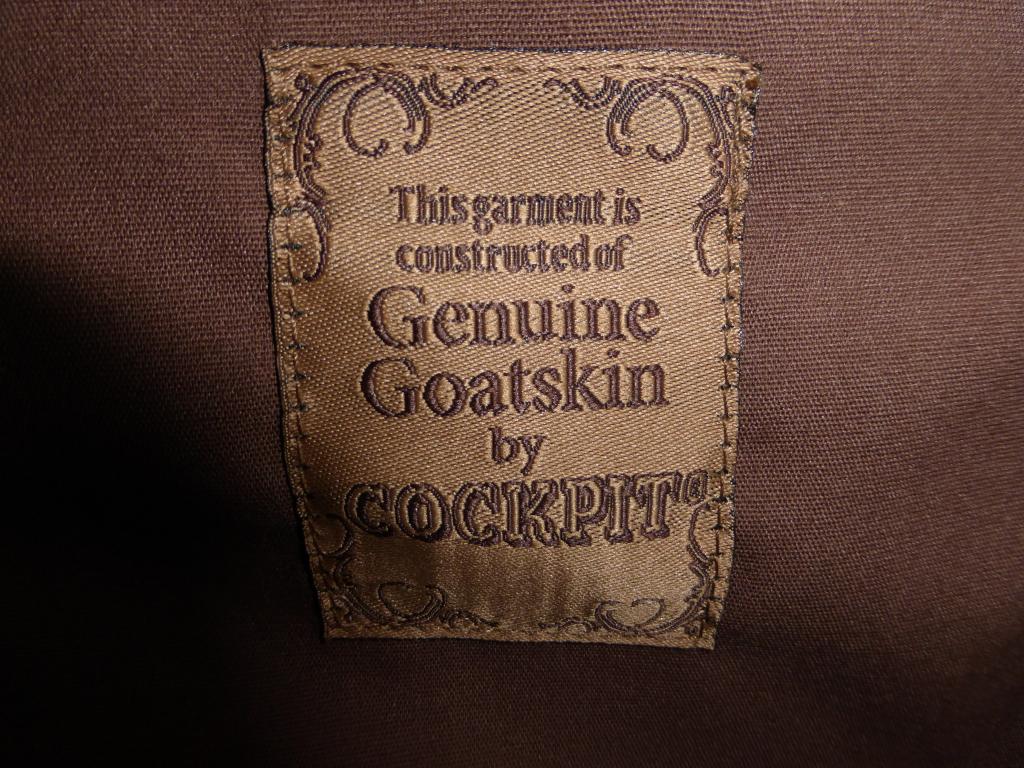 This garment is
constructed of
Genuine
Goatskin
by
COCKPIT®